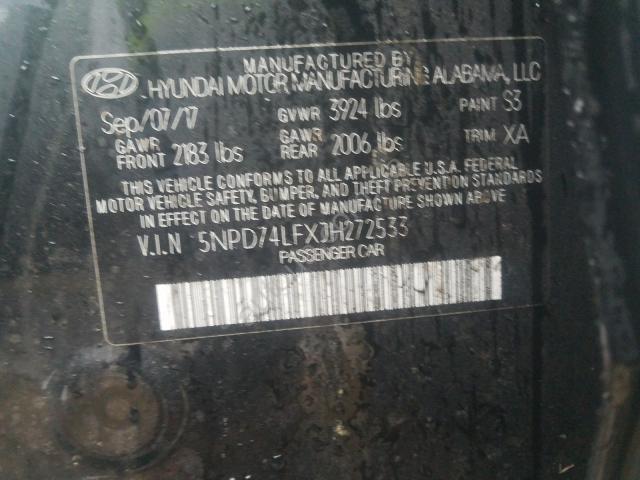 MANUFACTURED BY
HYUNDAI MOTOR MANUFACTURING ALABAMA, LLC
Sep/07/17 GVWR 3924 lbs PAINT S3
GAWR FRONT 2183 lbs GAWR REAR 2006 lbs TRIM XA
THIS VEHICLE CONFORMS TO ALL APPLICABLE U.S.A. FEDERAL
MOTOR VEHICLE SAFETY, BUMPER, AND THEFT PREVENTION STANDARDS
IN EFFECT ON THE DATE OF MANUFACTURE SHOWN ABOVE.
V.I.N 5NPD74LFXJH272533
PASSENGER CAR